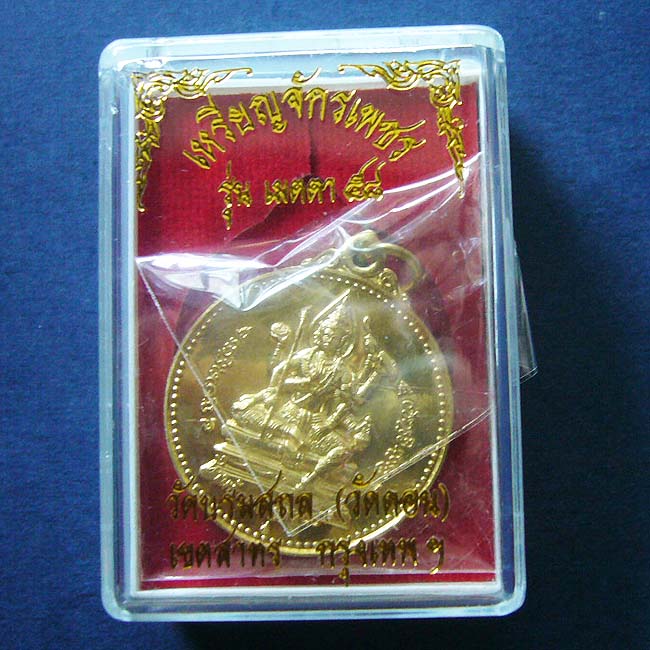 เหรียญจักรเพชร
รุ่น เมตตา ๕๔
วัดบรมสถล (วัดดอน)
เขตสาทร กรุงเทพ ฯ